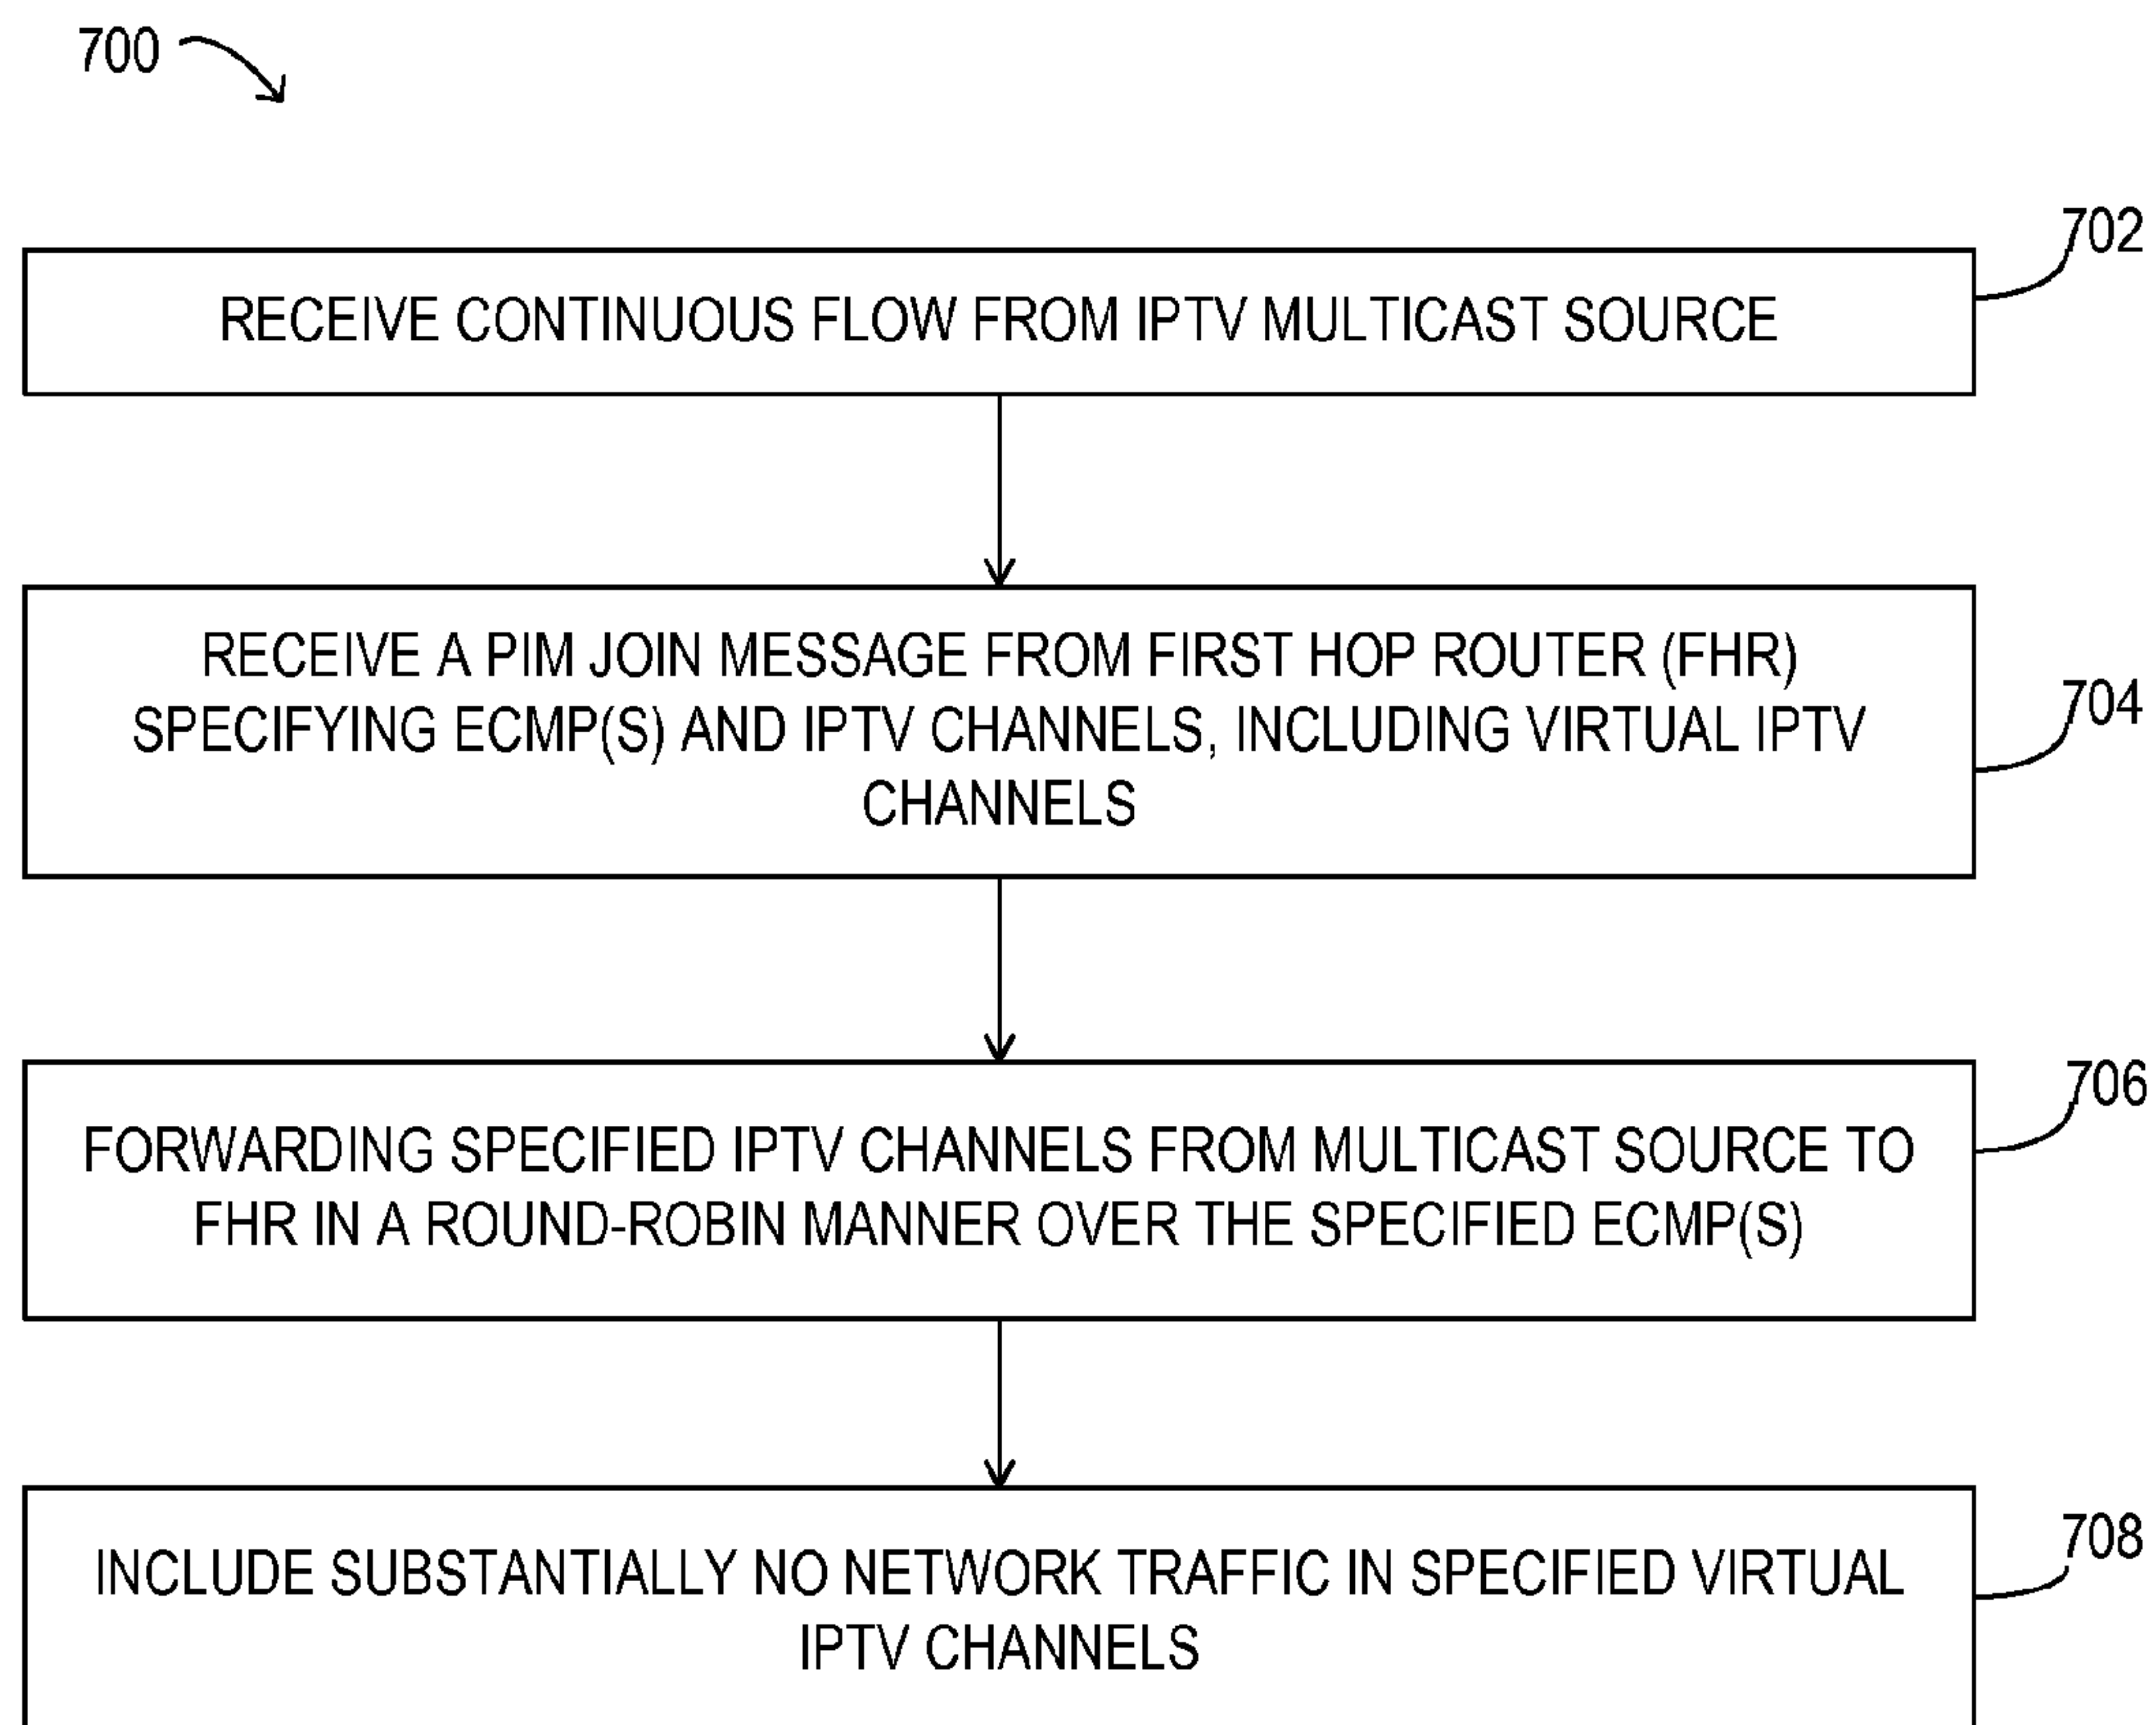 700
702
RECEIVE CONTINUOUS FLOW FROM IPTV MULTICAST SOURCE
RECEIVE A PIM JOIN MESSAGE FROM FIRST HOP ROUTER (FHR)
704
SPECIFYING ECMP(S) AND IPTV CHANNELS, INCLUDING VIRTUAL IPTV
CHANNELS
706
FORWARDING SPECIFIED IPTV CHANNELS FROM MULTICAST SOURCE TO
FHR IN A ROUND-ROBIN MANNER OVER THE SPECIFIED ECMP(S)
708
INCLUDE SUBSTANTIALLY NO NETWORK TRAFFIC IN SPECIFIED VIRTUAL
IPTV CHANNELS